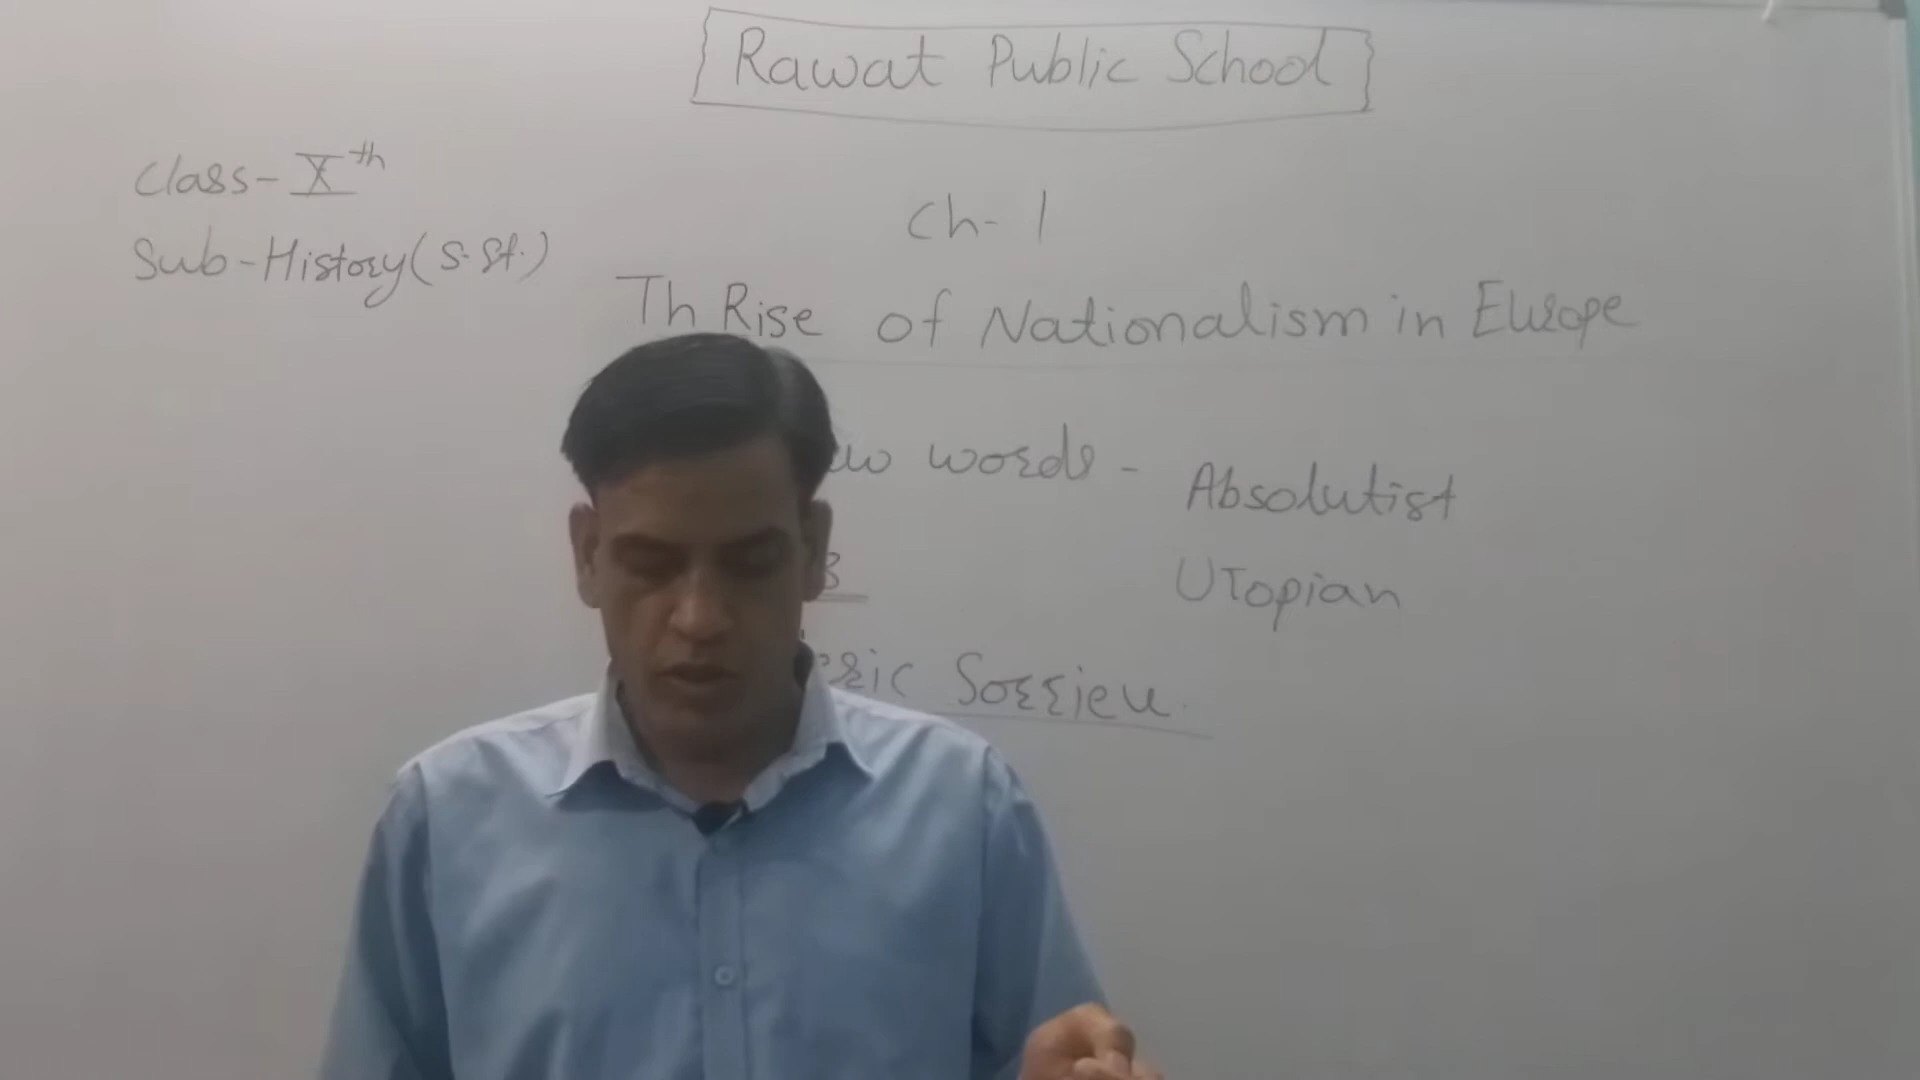 Rawat Public School
Class-Xth
Ch-1
Sub-History(S.St.)
Th Rise of Nationalism in Europe
words - Absolutist
Utopian
Sorrieu